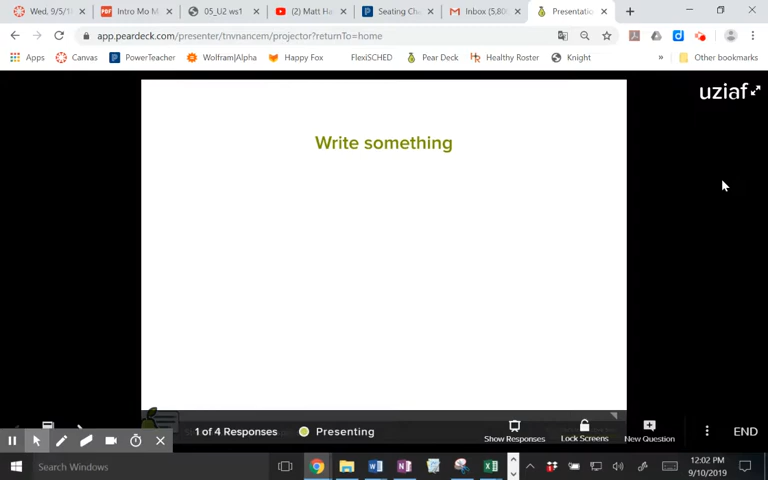 Wed, 9/5/1
Intro Mo M
05_U2 ws1
(2) Matt Ha
Seating Cha
Inbox (5,80
Presentatio
app.peardeck.com/presenter/tnvnancem/projector?returnTo=home
Apps
Canvas
PowerTeacher
Wolfram|Alpha
Happy Fox
FlexiSCHED
Pear Deck
Healthy Roster
Knight
»
Other bookmarks
uziaf
Write something
1 of 4 Responses
Presenting
Show Responses
Lock Screens
New Question
END
Search Windows
12:02 PM
9/10/2019